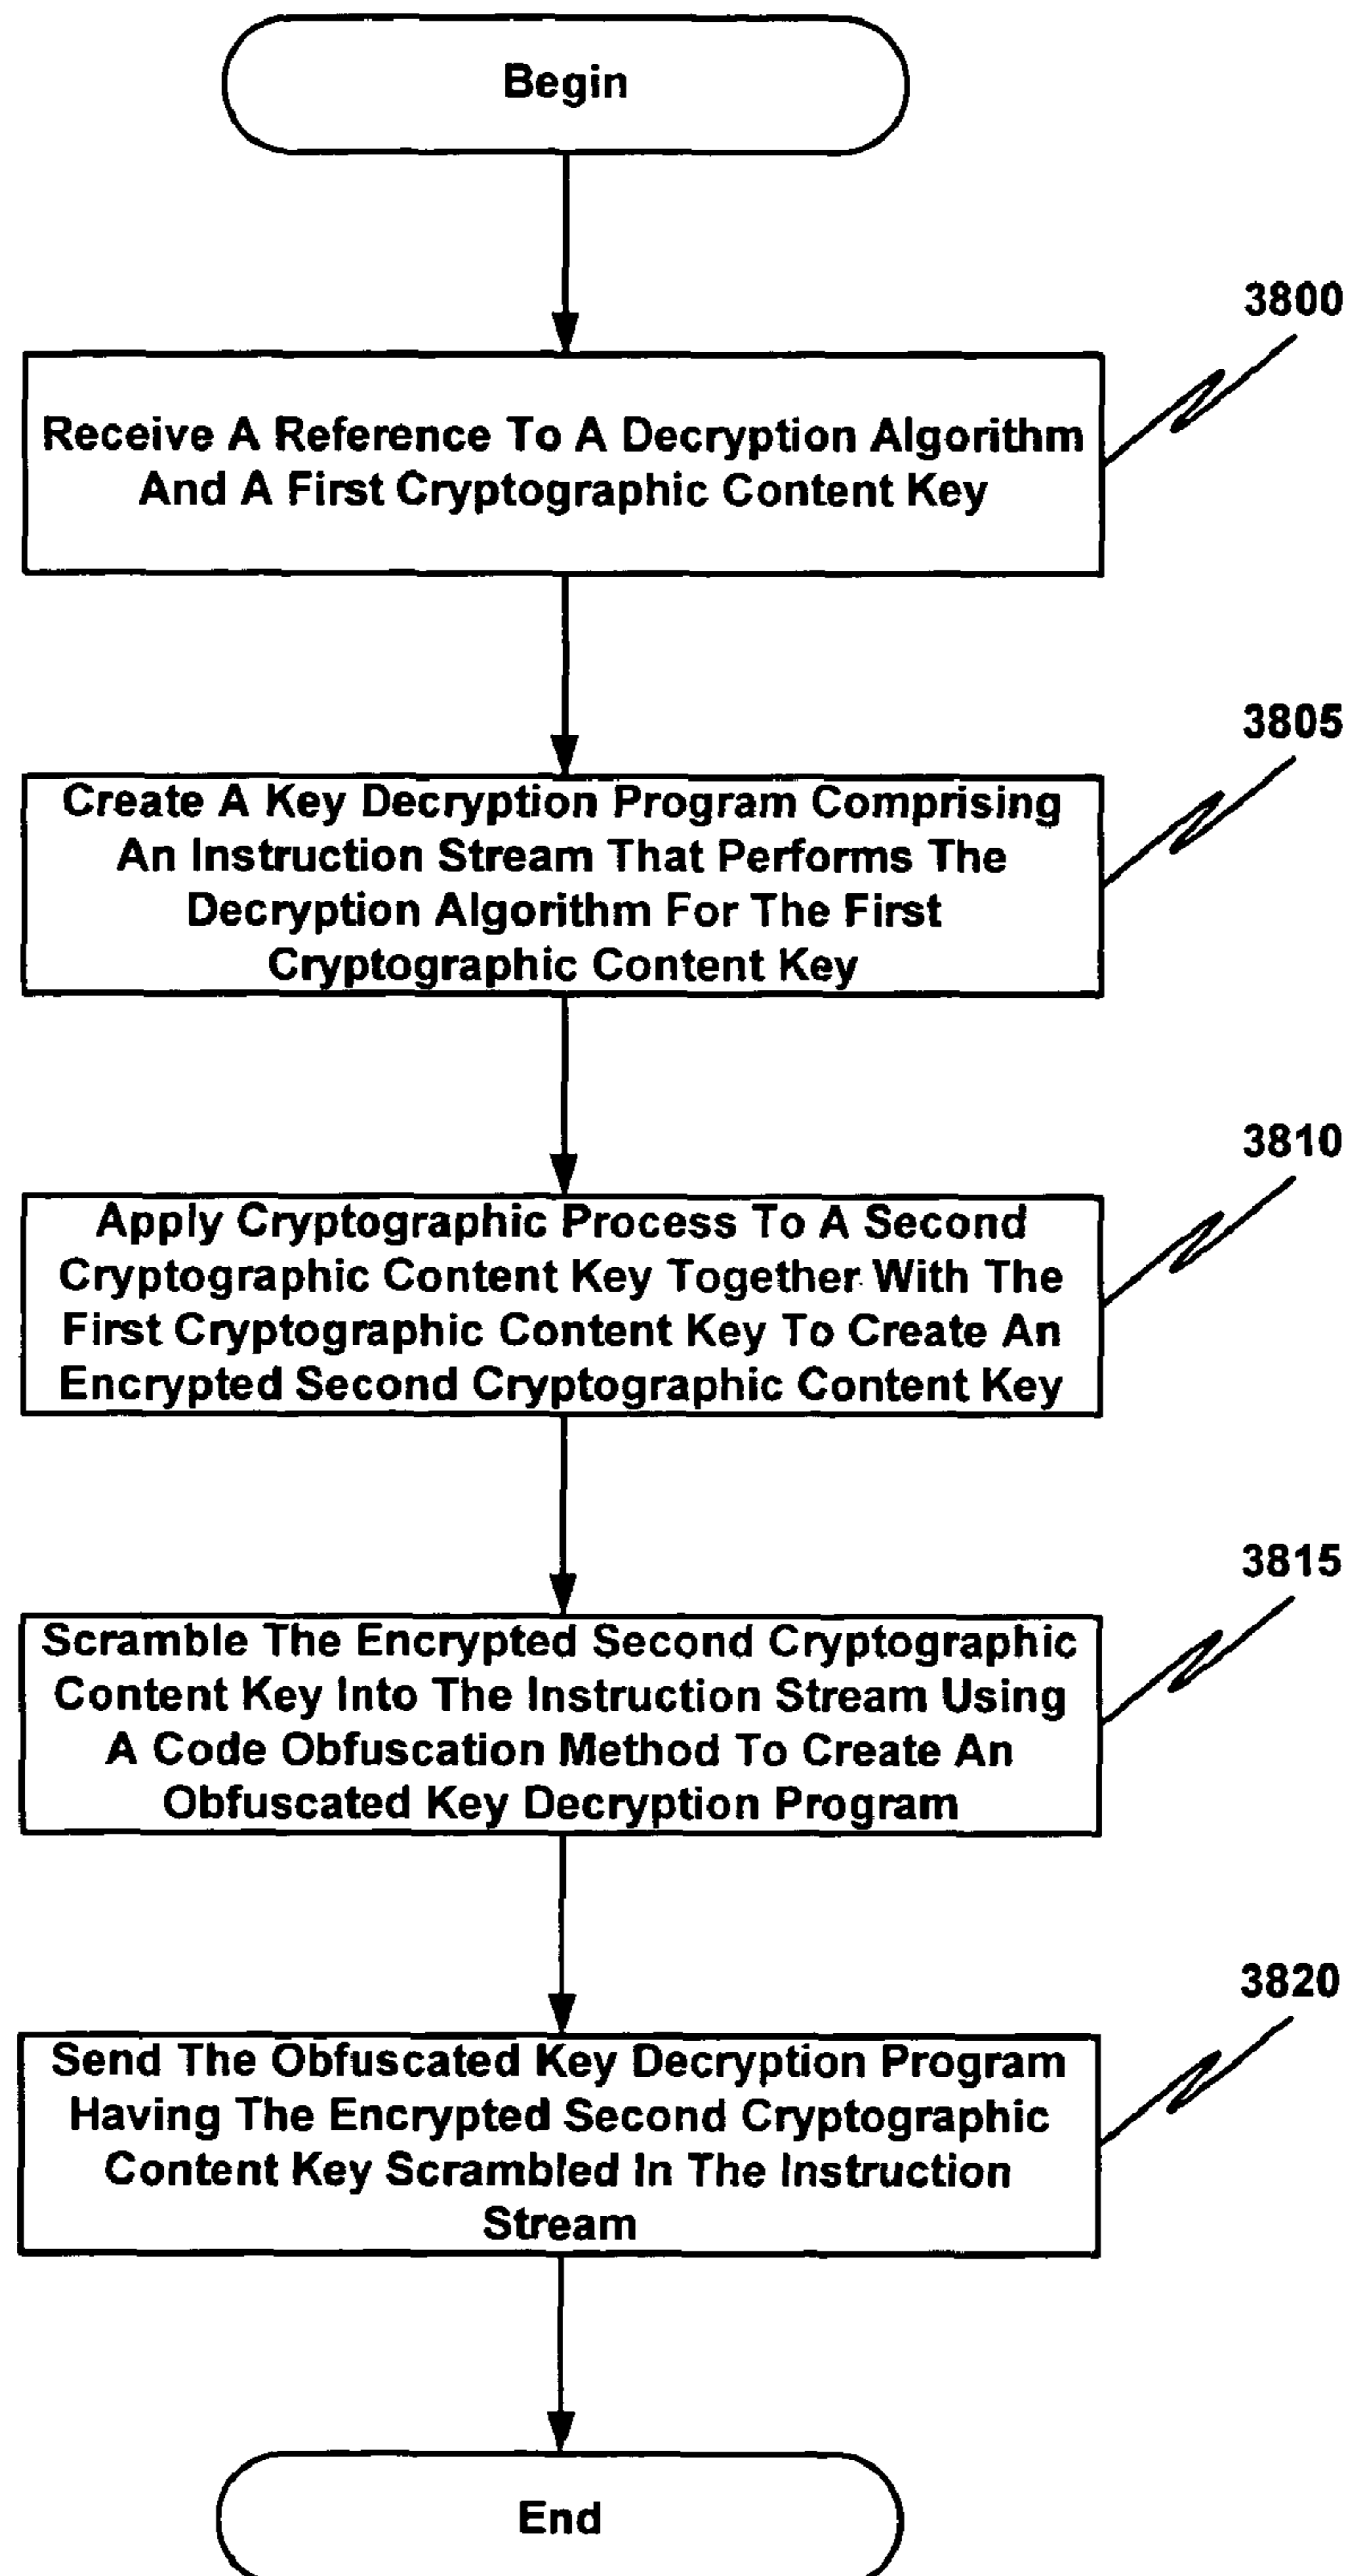 Begin
3800
Receive A Reference To A Decryption Algorithm
And A First Cryptographic Content Key
3805
Create A Key Decryption Program Comprising
An Instruction Stream That Performs The
Decryption Algorithm For The First
Cryptographic Content Key
3810
Apply Cryptographic Process To A Second
Cryptographic Content Key Together With The
First Cryptographic Content Key To Create An
Encrypted Second Cryptographic Content Key
3815
Scramble The Encrypted Second Cryptographic
Content Key Into The Instruction Stream Using
A Code Obfuscation Method To Create An
Obfuscated Key Decryption Program
3820
Send The Obfuscated Key Decryption Program
Having The Encrypted Second Cryptographic
Content Key Scrambled In The Instruction
Stream
End